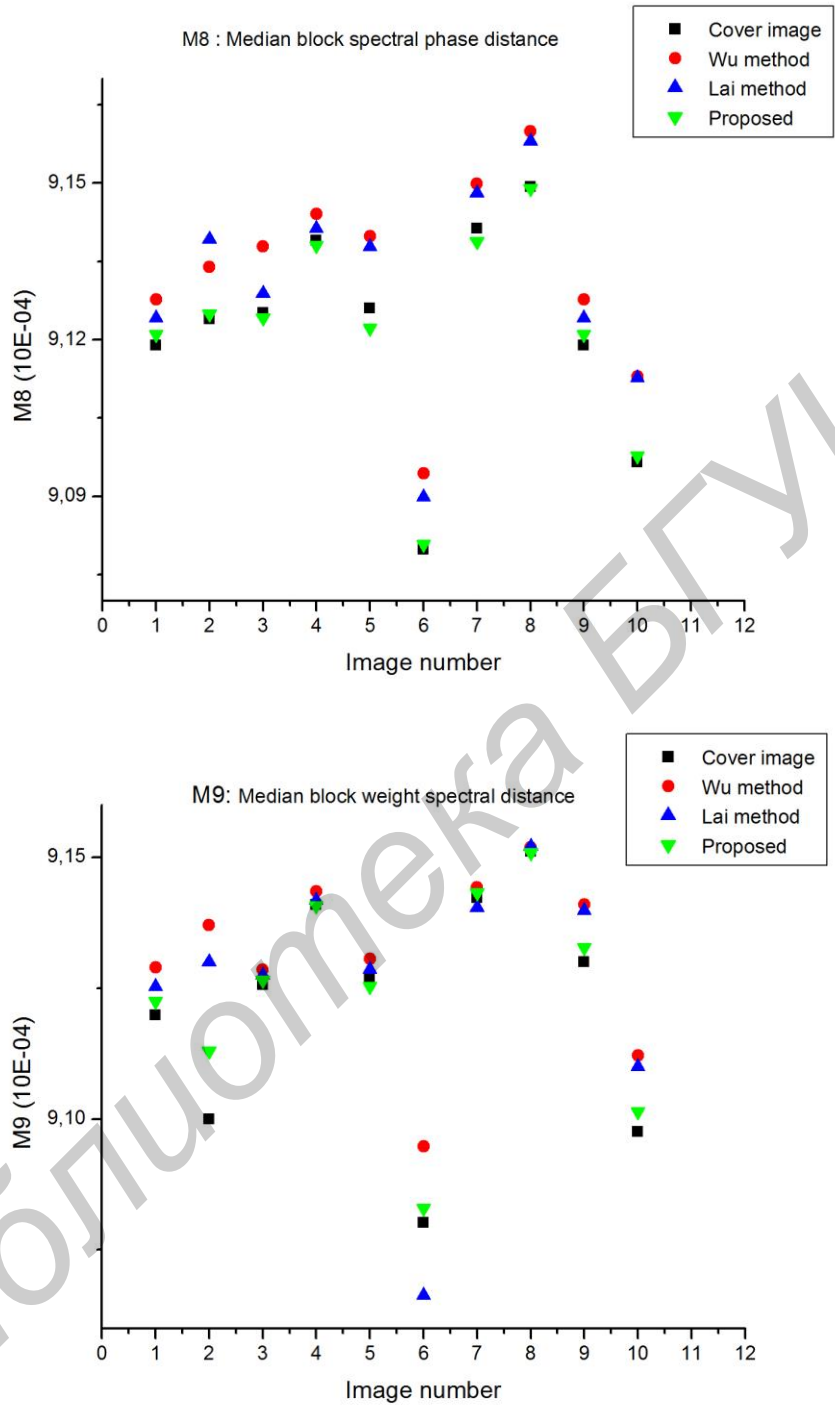 M8 : Median block spectral phase distance
Cover image
Wu method
Lai method
Proposed
9,15
9,12
9,09
M8 (10E-04)
0 1 2 3 4 5 6 7 8 9 10 11 12
Image number
M9: Median block weight spectral distance
Cover image
Wu method
Lai method
Proposed
9,15
9,10
M9 (10E-04)
0 1 2 3 4 5 6 7 8 9 10 11 12
Image number